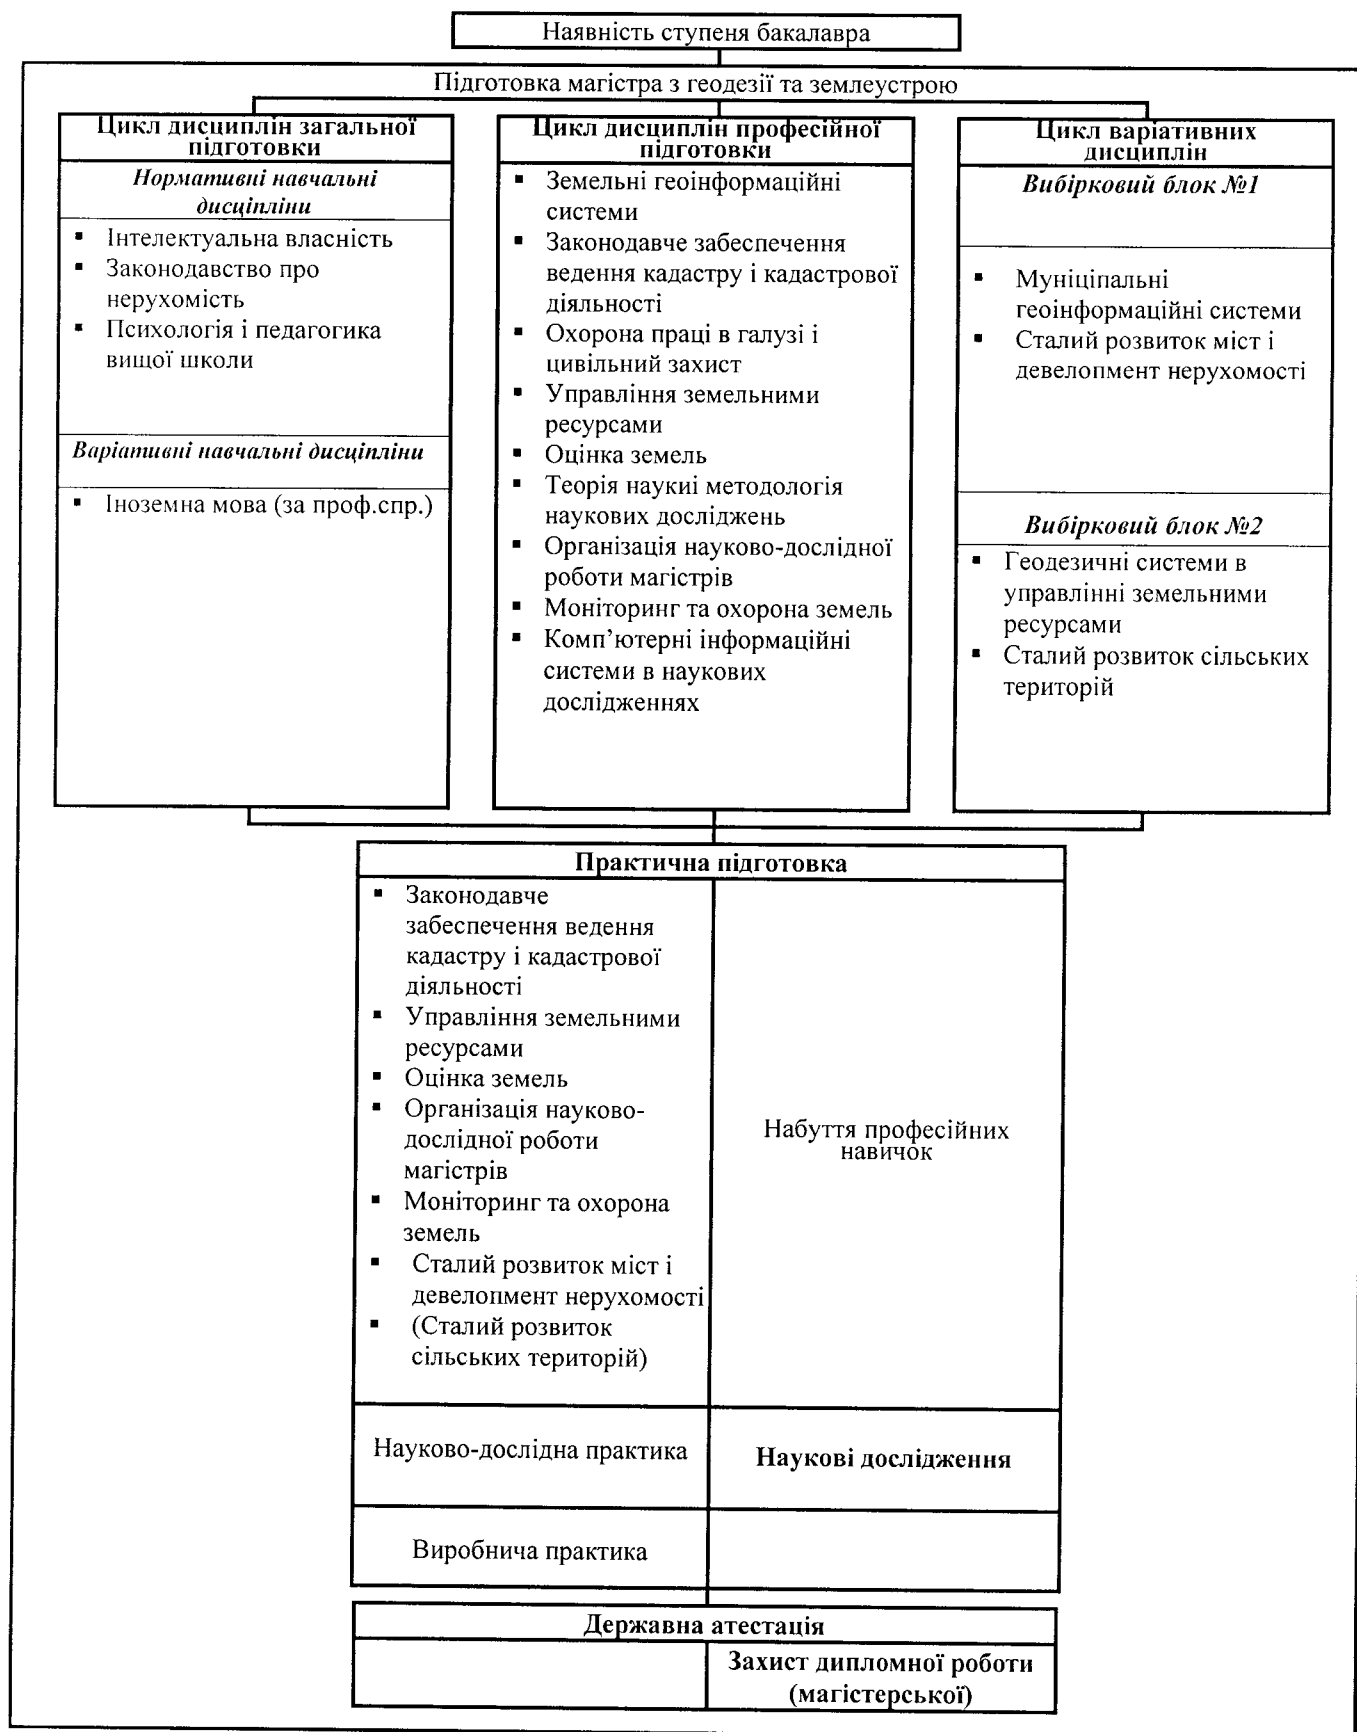 Наявність ступеня бакалавра
Підготовка магістра з геодезії та землеустрою
Цикл дисциплін загальної
підготовки
Нормативні навчальні
дисціпліни
▪ Інтелектуальна власність
▪ Законодавство про
нерухомість
▪ Психологія і педагогика
вищої школи
Варіативні навчальні дисціпліни
▪ Іноземна мова (за проф.спр.)
Цикл дисциплін професійної
підготовки
▪ Земельні геоінформаційні
системи
▪ Законодавче забеспечення
ведення кадастру і кадастрової
діяльності
▪ Охорона праці в галузі і
цивільний захист
▪ Управління земельними
ресурсами
▪ Оцінка земель
▪ Теорія наукиі методологія
наукових досліджень
▪ Організація науково-дослідної
роботи магістрів
▪ Моніторинг та охорона земель
▪ Комп’ютерні інформаційні
системи в наукових
дослідженнях
Цикл варіативних
дисциплін
Вибірковий блок №1
▪ Муніціпальні
геоінформаційні системи
▪ Сталий розвиток міст і
девелопмент нерухомості
Вибірковий блок №2
▪ Геодезичні системи в
управлінні земельними
ресурсами
▪ Сталий розвиток сільських
територій
Практична підготовка
▪ Законодавче
забеспечення ведення
кадастру і кадастрової
діяльності
▪ Управління земельними
ресурсами
▪ Оцінка земель
▪ Організація науково-
дослідної роботи
магістрів
▪ Моніторинг та охорона
земель
▪ Сталий розвиток міст і
девелопмент нерухомості
▪ (Сталий розвиток
сільських територій)
Набуття професійних
навичок
Науково-дослідна практика
Наукові дослідження
Виробнича практика
Державна атестація
Захист дипломної роботи
(магістерської)